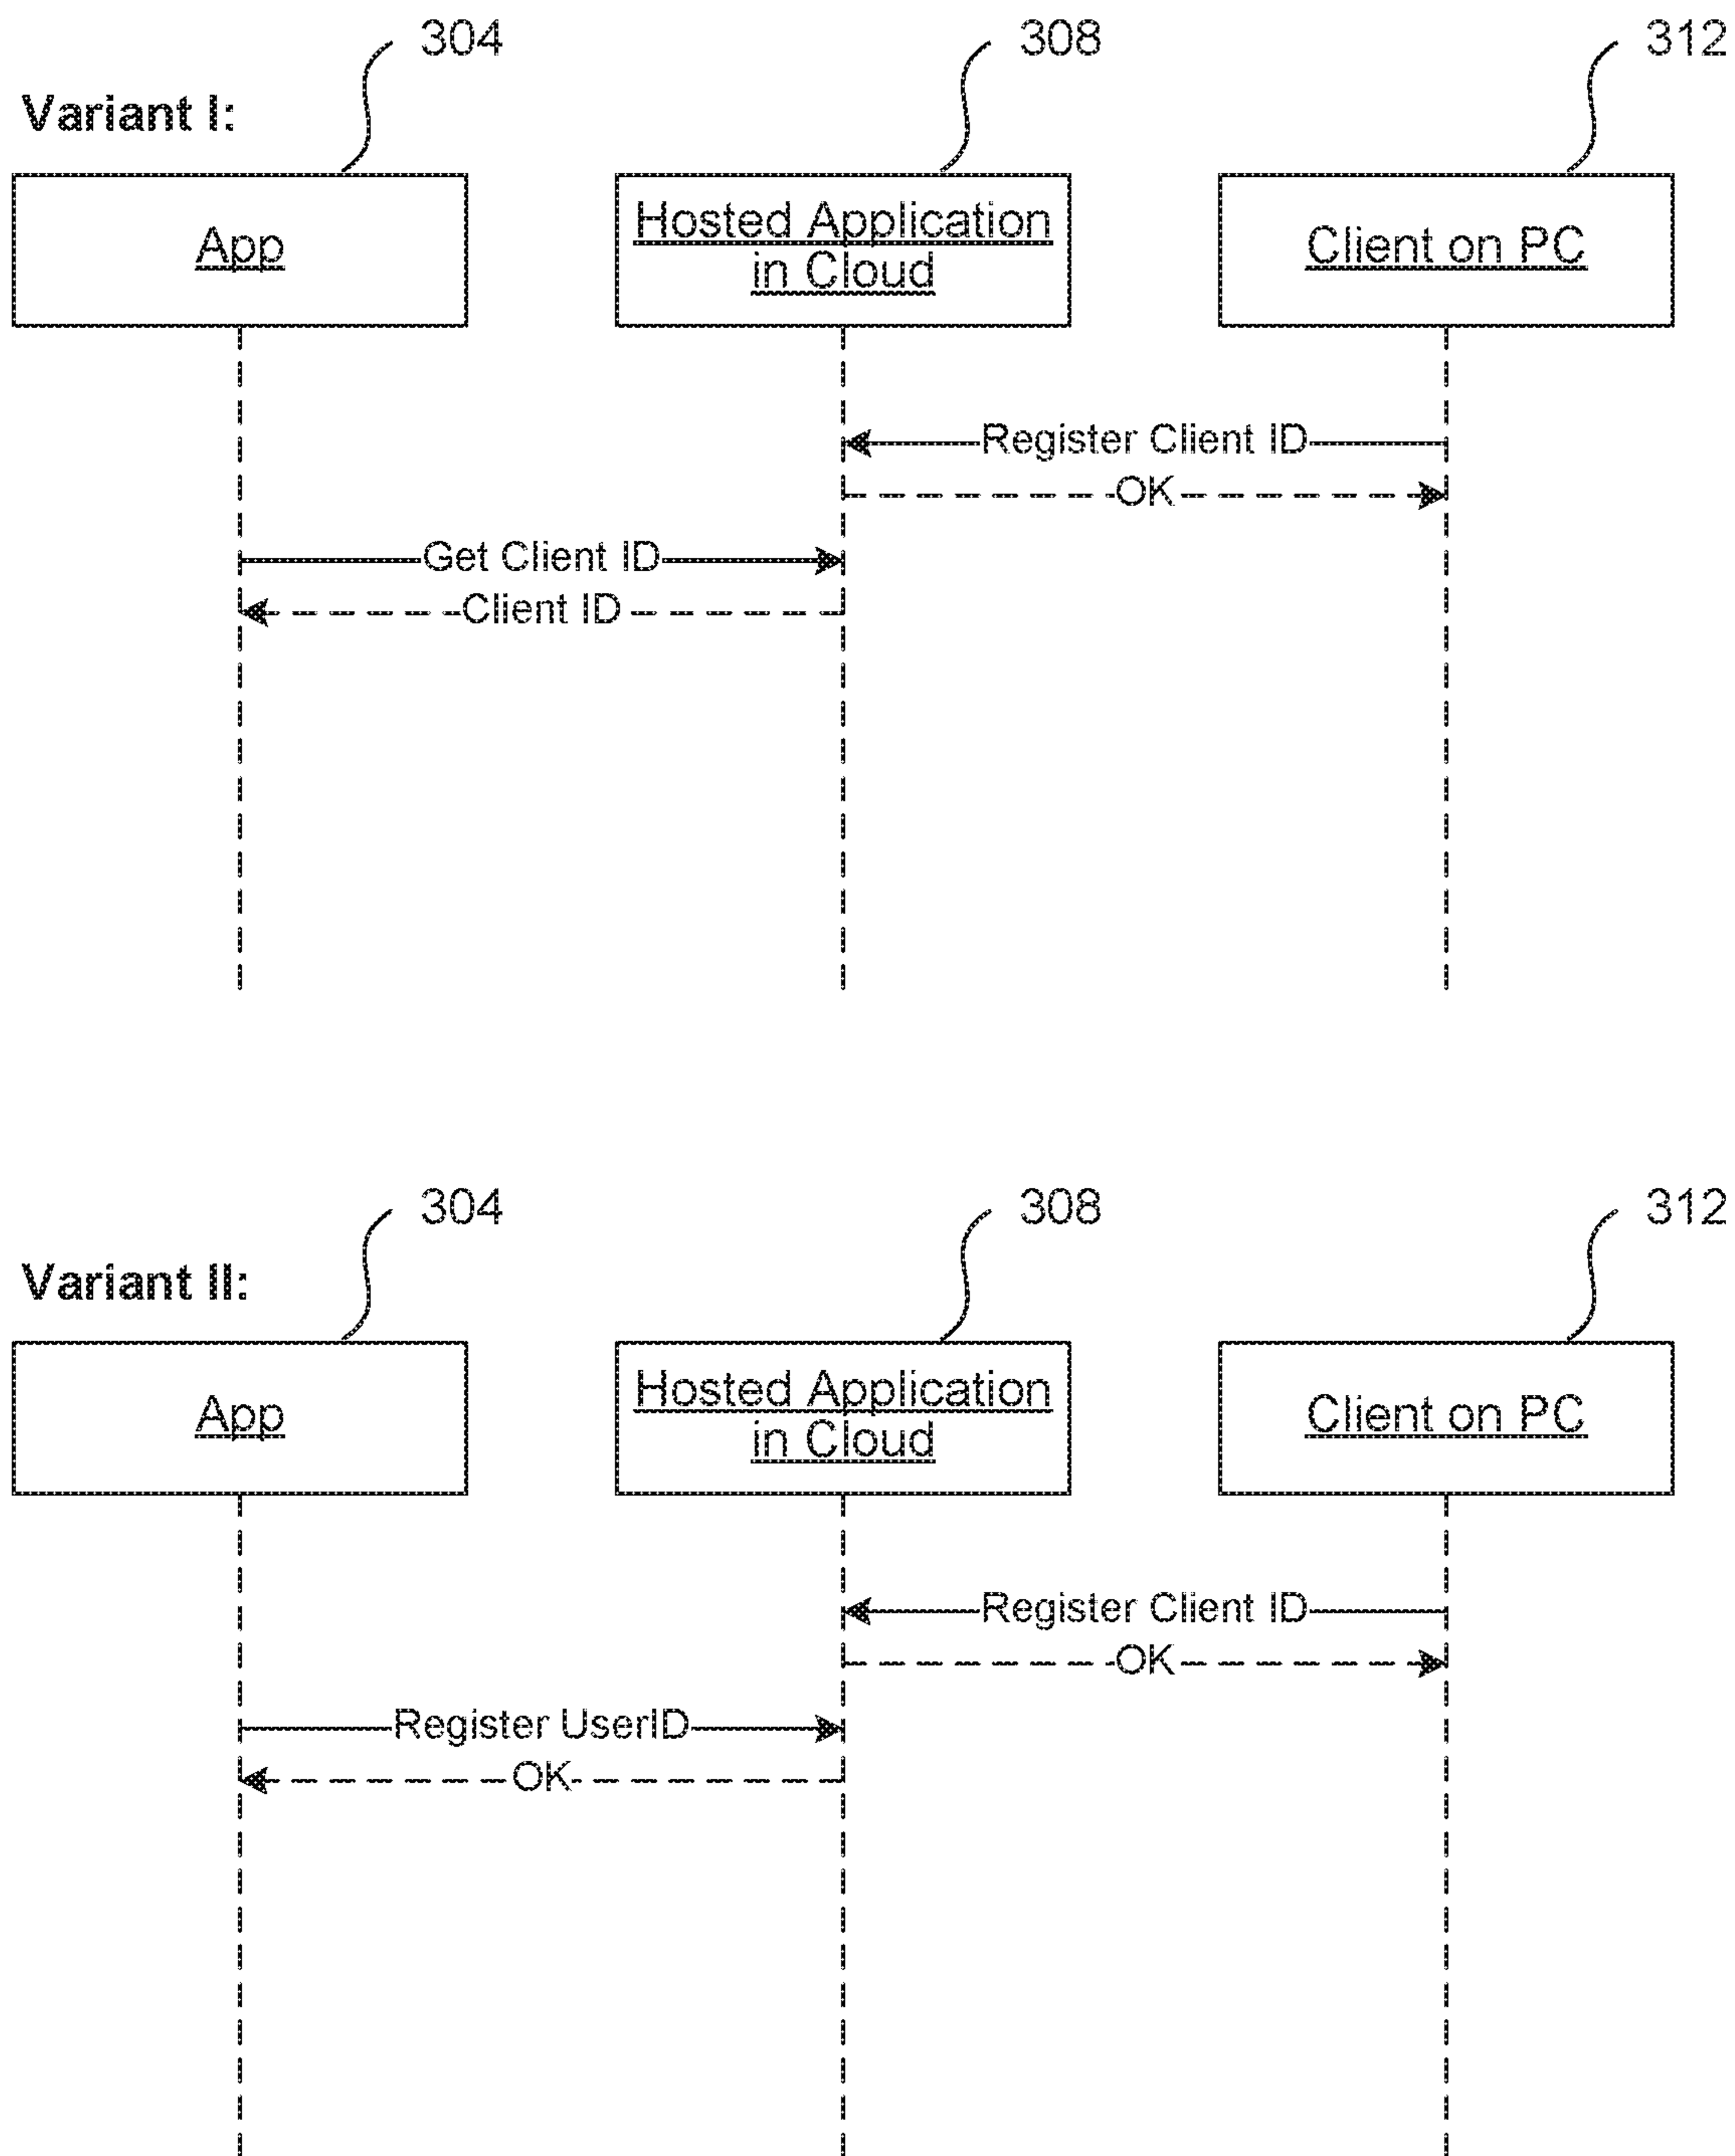 304
308
312
Variant I:
App
Hosted Application
in Cloud
Client on PC
Register Client ID
OK
Get Client ID
Client ID
304
308
312
Variant II:
App
Hosted Application
in Cloud
Client on PC
Register Client ID
OK
Register UserID
OK